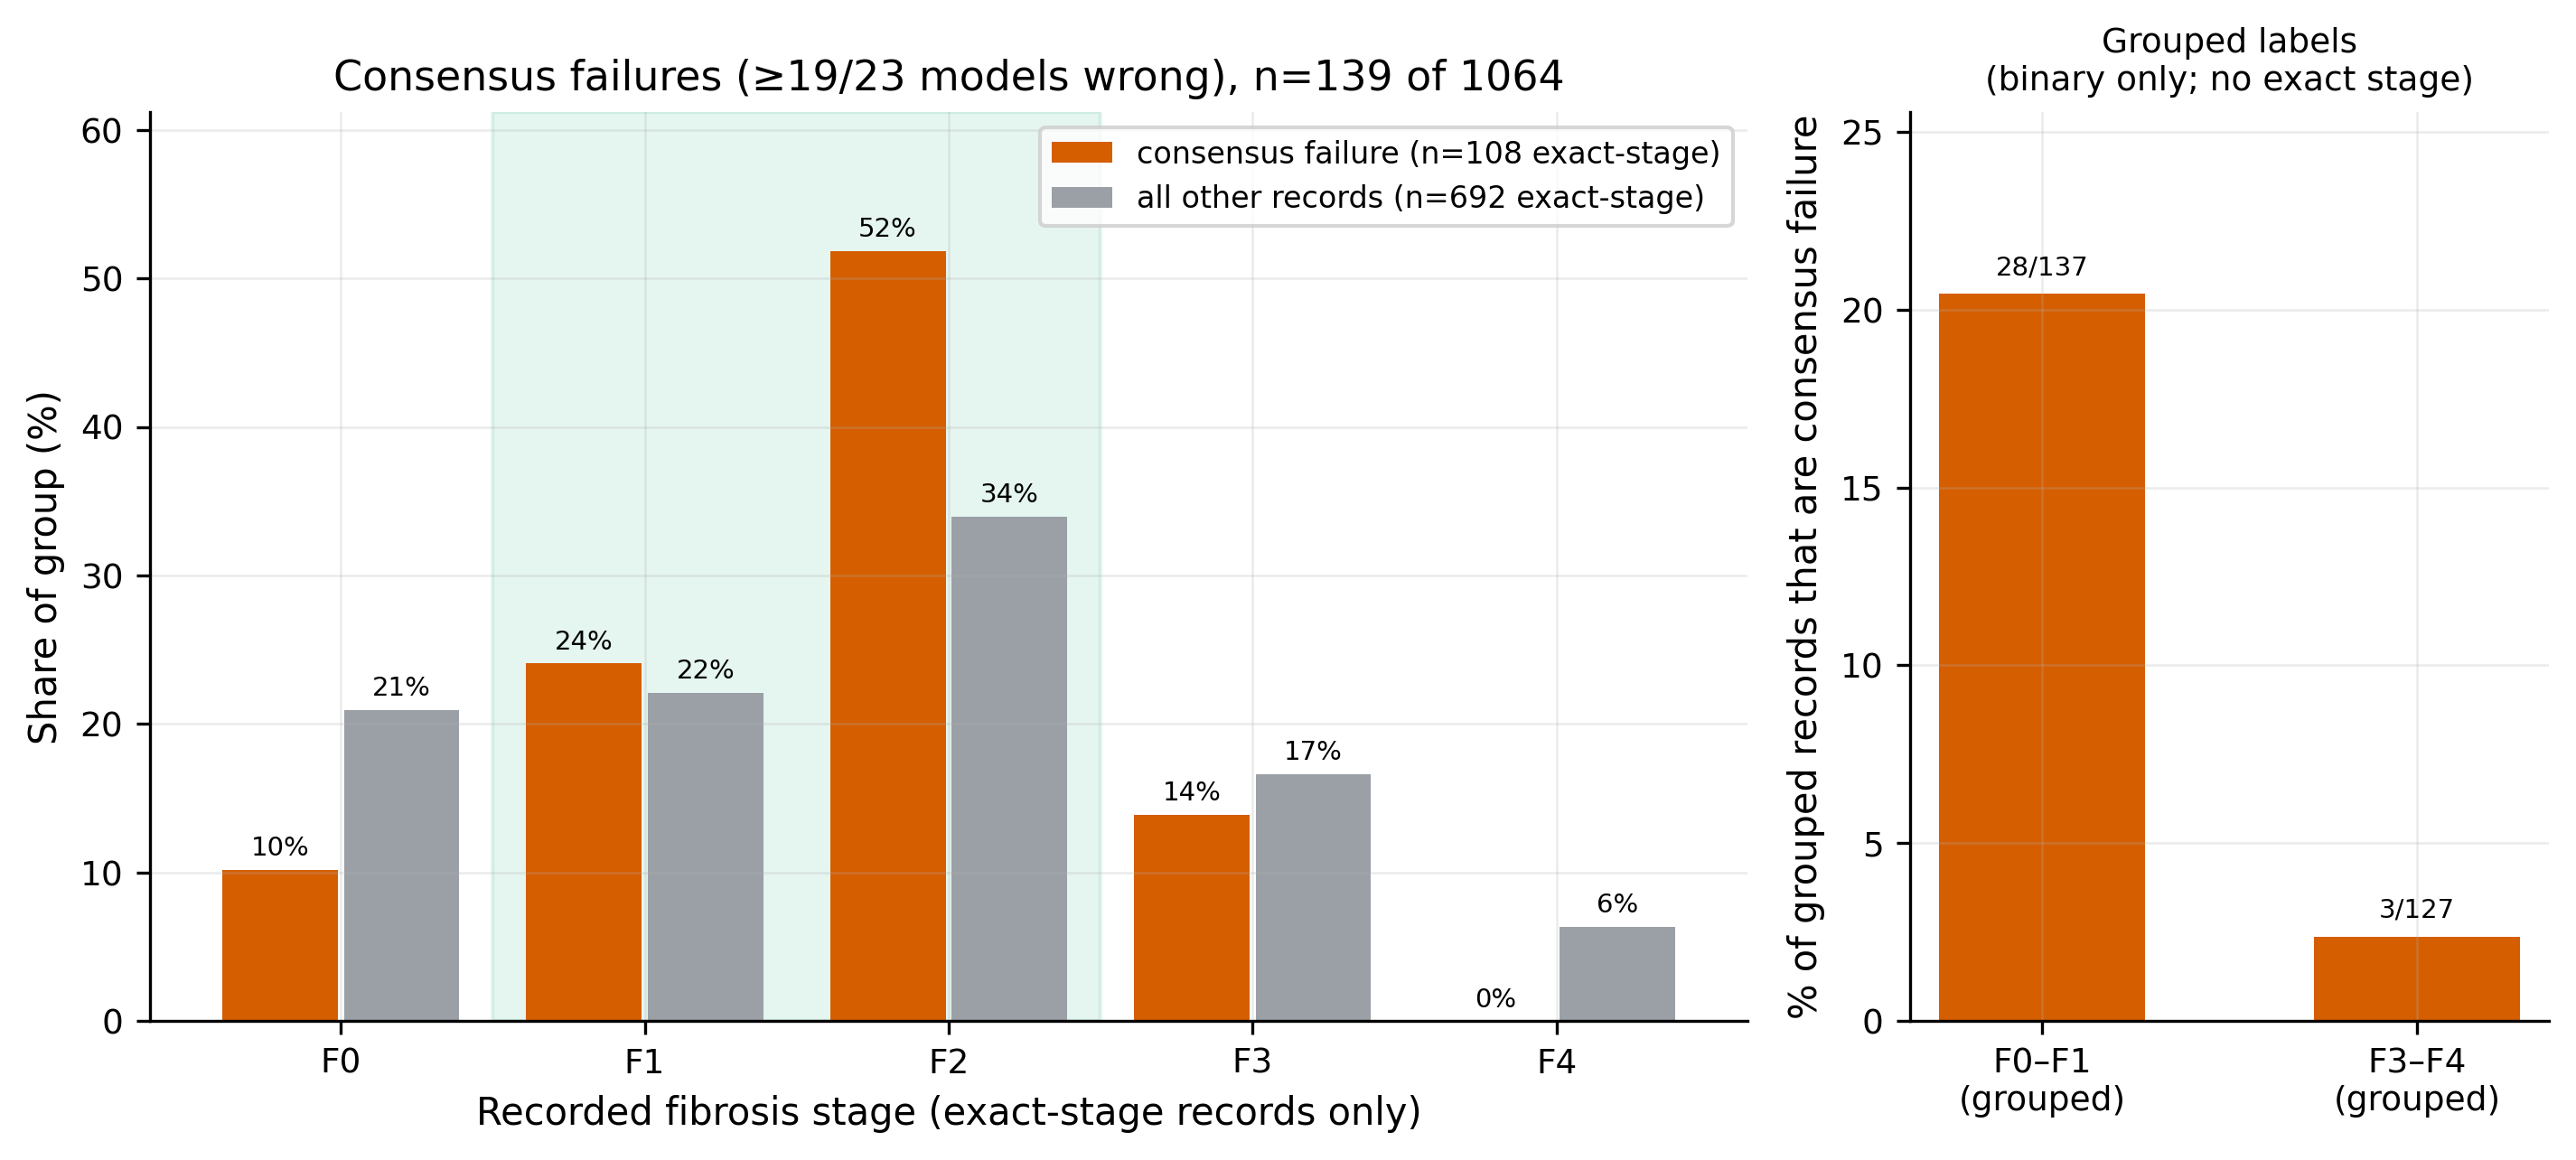 Consensus failures (≥19/23 models wrong), n=139 of 1064
consensus failure (n=108 exact-stage)
all other records (n=692 exact-stage)
Share of group (%)
60
50
40
30
20
10
0
10%
21%
24%
22%
52%
34%
14%
17%
0%
6%
F0
F1
F2
F3
F4
Recorded fibrosis stage (exact-stage records only)
Grouped labels
(binary only; no exact stage)
% of grouped records that are consensus failure
25
20
15
10
5
0
28/137
3/127
F0–F1
(grouped)
F3–F4
(grouped)